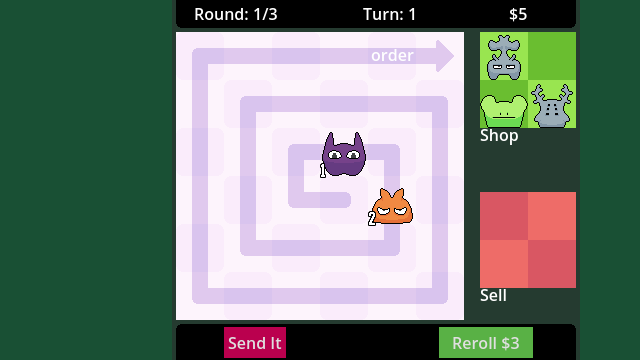 Round: 1/3 Turn: 1 $5
order
Shop
1
2
Sell
Send It Reroll $3